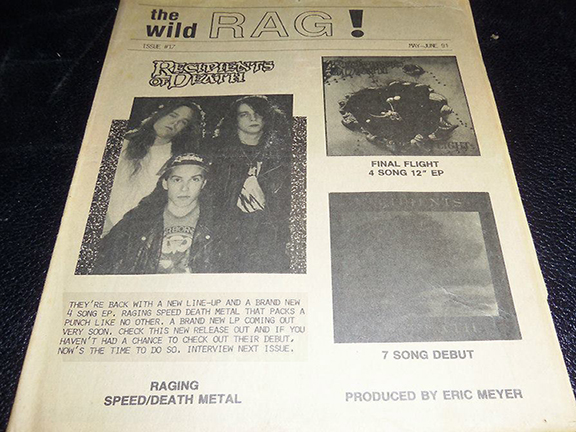 the wild RAG!
ISSUE #17
MAY-JUNE 91
RECIPIENTS
OF DEATH
FINAL FLIGHT
4 SONG 12" EP
THEY'RE BACK WITH A NEW LINE-UP AND A BRAND NEW
4 SONG EP. RAGING SPEED DEATH METAL THAT PACKS A
PUNCH LIKE NO OTHER. A BRAND NEW LP COMING OUT
VERY SOON. CHECK THIS NEW RELEASE OUT AND IF YOU
HAVEN'T HAD A CHANCE TO CHECK OUT THEIR DEBUT,
NOW'S THE TIME TO DO SO. INTERVIEW NEXT ISSUE.
7 SONG DEBUT
RAGING
SPEED/DEATH METAL
PRODUCED BY ERIC MEYER